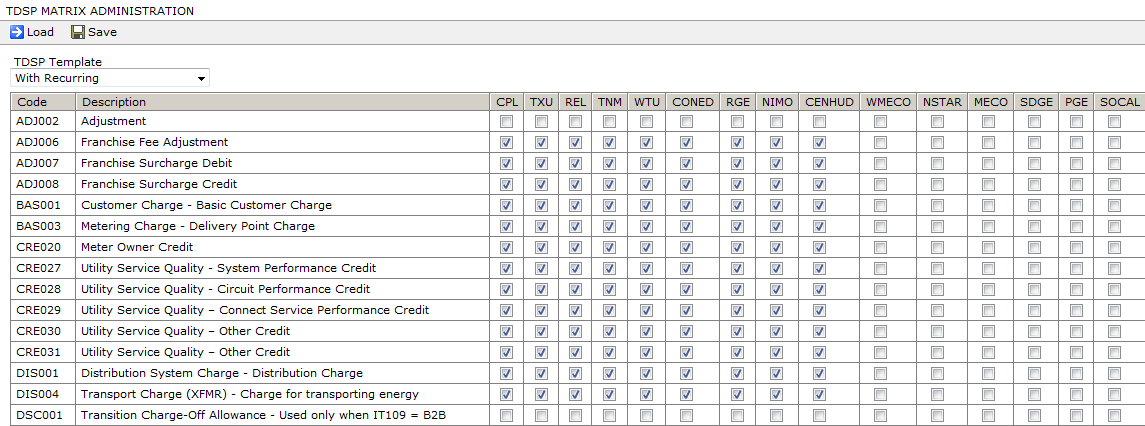 TDSP MATRIX ADMINISTRATION
Load Save
TDSP Template
With Recurring
Code Description CPL TXU REL TNM WTU CONED RGE NIMO CENHUD WMECO NSTAR MECO SDGE PGE SOCAL
ADJ002 Adjustment
ADJ006 Franchise Fee Adjustment
ADJ007 Franchise Surcharge Debit
ADJ008 Franchise Surcharge Credit
BAS001 Customer Charge - Basic Customer Charge
BAS003 Metering Charge - Delivery Point Charge
CRE020 Meter Owner Credit
CRE027 Utility Service Quality - System Performance Credit
CRE028 Utility Service Quality - Circuit Performance Credit
CRE029 Utility Service Quality – Connect Service Performance Credit
CRE030 Utility Service Quality – Other Credit
CRE031 Utility Service Quality – Other Credit
DIS001 Distribution System Charge - Distribution Charge
DIS004 Transport Charge (XFMR) - Charge for transporting energy
DSC001 Transition Charge-Off Allowance - Used only when IT109 = B2B